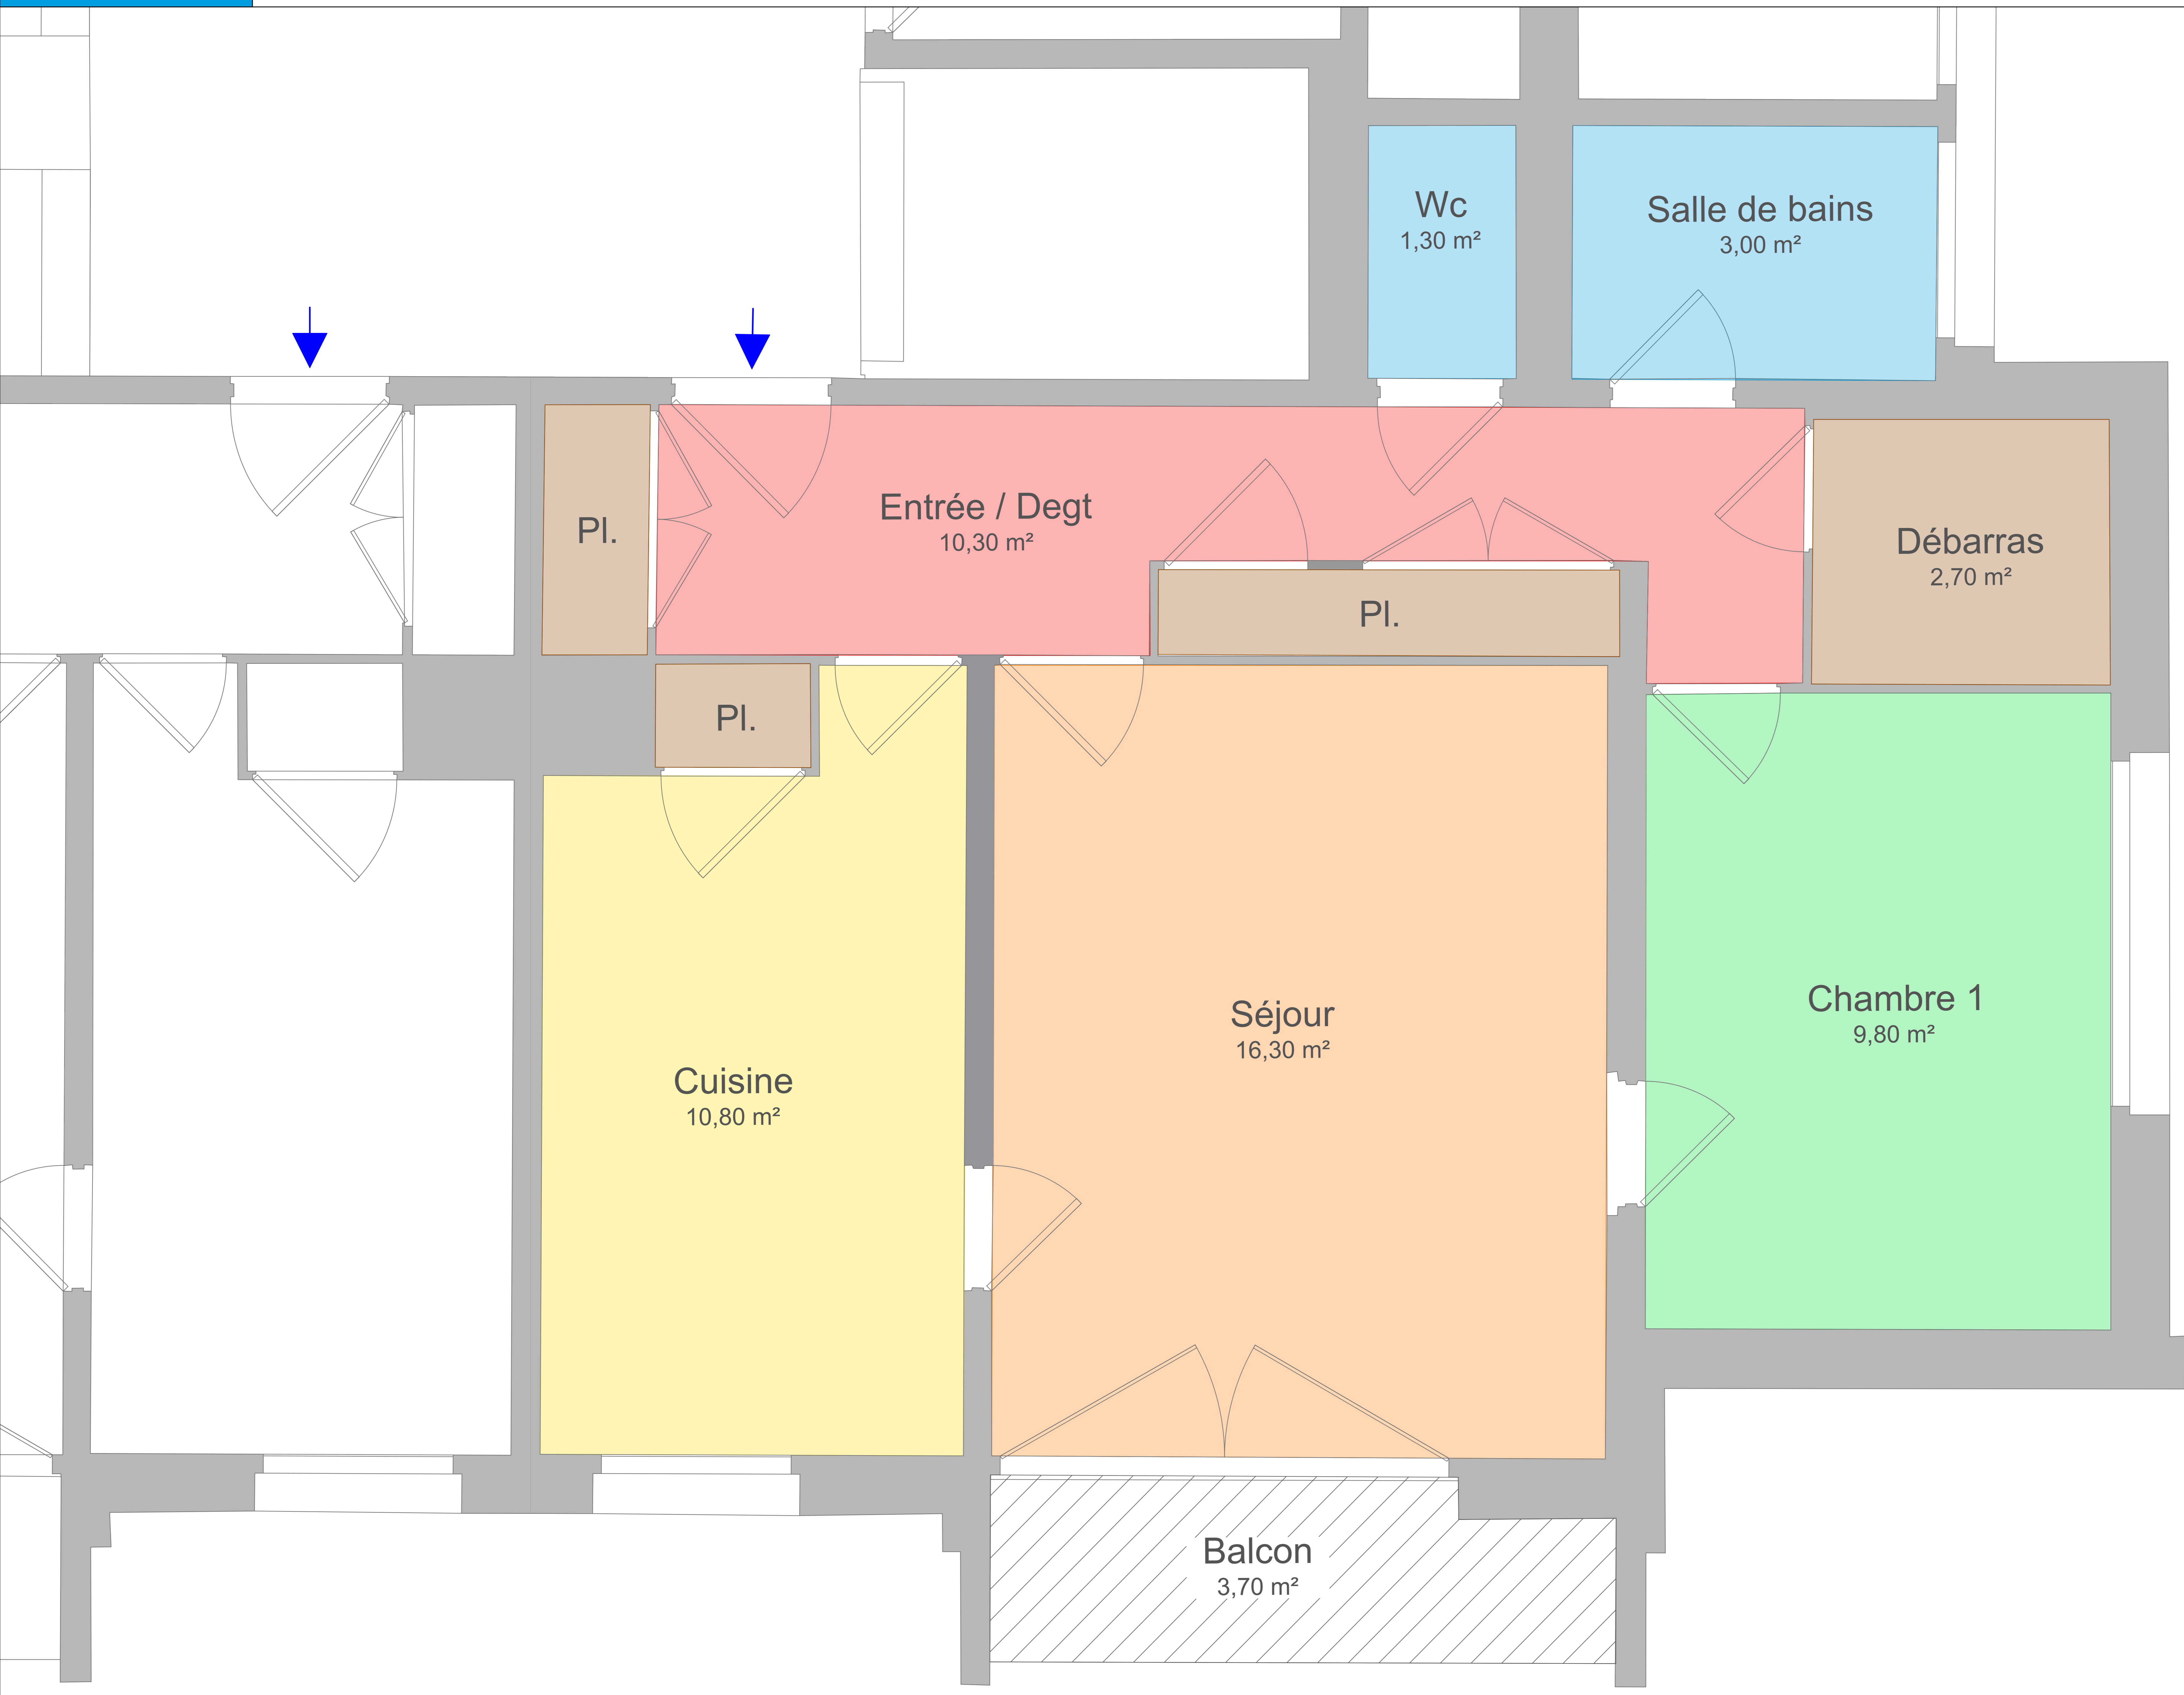 Wc
1,30 m²
Salle de bains
3,00 m²
Pl.
Entrée / Degt
10,30 m²
Débarras
2,70 m²
Pl.
Pl.
Cuisine
10,80 m²
Séjour
16,30 m²
Chambre 1
9,80 m²
Balcon
3,70 m²